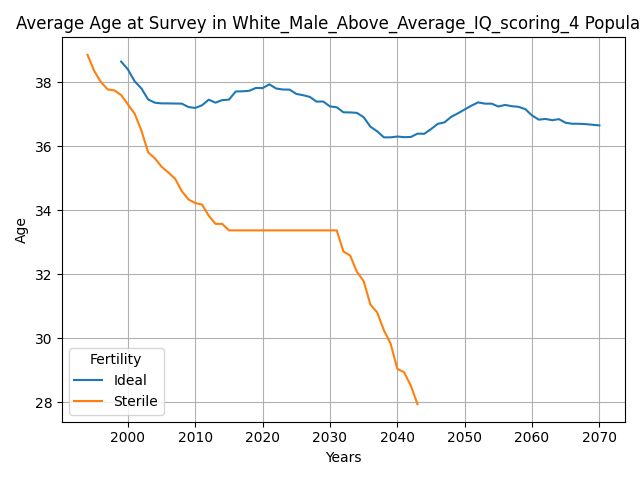 Average Age at Survey in White_Male_Above_Average_IQ_scoring_4 Popula
Age
38
36
34
32
30
28
Fertility
Ideal
Sterile
2000 2010 2020 2030 2040 2050 2060 2070
Years